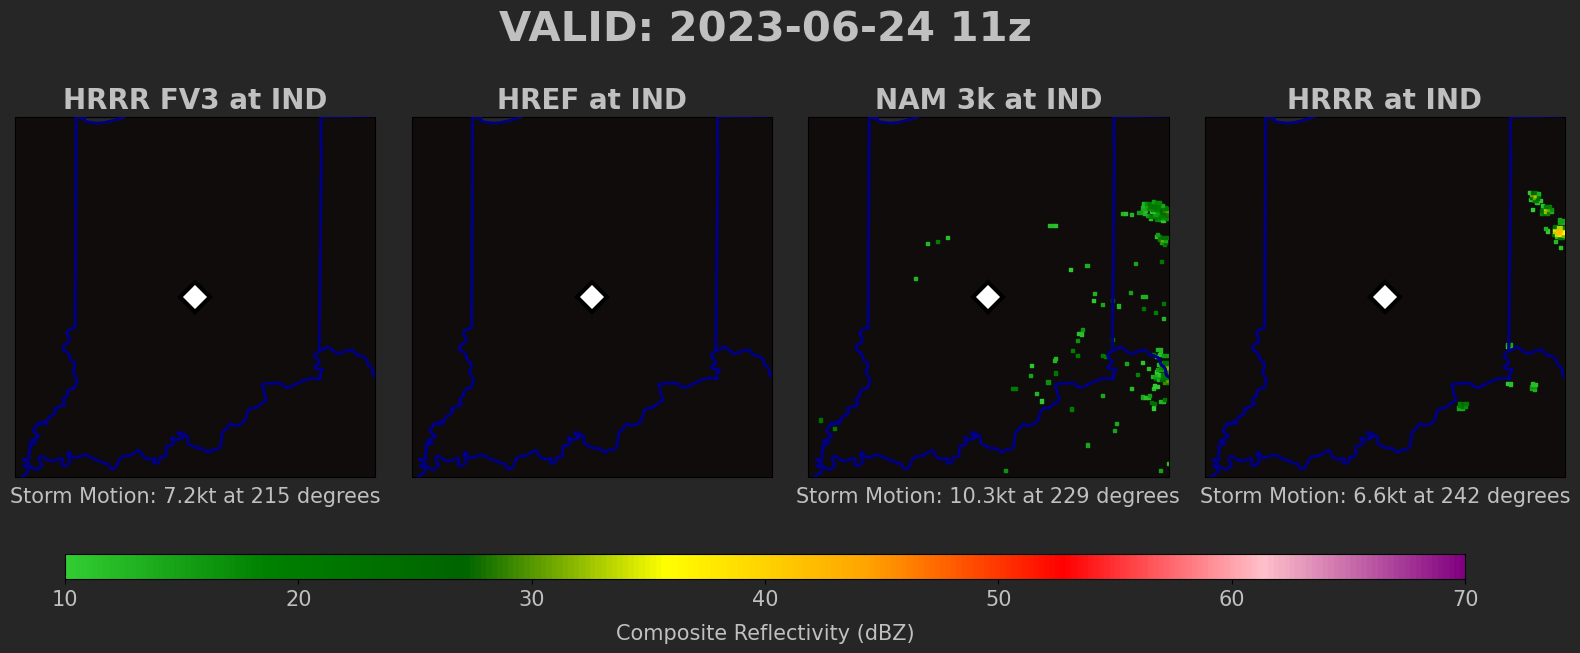 VALID: 2023-06-24 11z
HRRR FV3 at IND
HREF at IND
NAM 3k at IND
HRRR at IND
Storm Motion: 7.2kt at 215 degrees
Storm Motion: 10.3kt at 229 degrees
Storm Motion: 6.6kt at 242 degrees
10 20 30 40 50 60 70
Composite Reflectivity (dBZ)